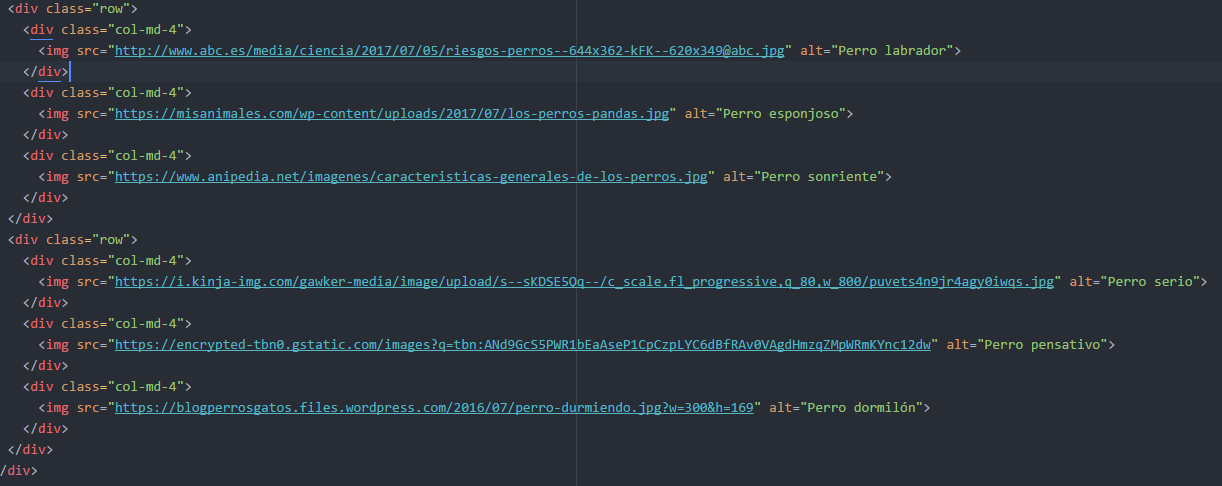 <div class="row">
<div class="col-md-4">
<img src="http://www.abc.es/media/ciencia/2017/07/05/riesgos-perros--644x362-kFK--620x349@abc.jpg" alt="Perro labrador">
</div>
<div class="col-md-4">
<img src="https://misanimales.com/wp-content/uploads/2017/07/los-perros-pandas.jpg" alt="Perro esponjoso">
</div>
<div class="col-md-4">
<img src="https://www.anipedia.net/imagenes/caracteristicas-generales-de-los-perros.jpg" alt="Perro sonriente">
</div>
</div>
<div class="row">
<div class="col-md-4">
<img src="https://i.kinja-img.com/gawker-media/image/upload/s--sKDSE5Qq--/c_scale,fl_progressive,q_80,w_800/puvets4n9jr4agy0iwqs.jpg" alt="Perro serio">
</div>
<div class="col-md-4">
<img src="https://encrypted-tbn0.gstatic.com/images?q=tbn:ANd9GcS5PWR1bEaAseP1CpCzpLYC6dBfRAv0VAgdHmzqZMpWRmKYnc12dw" alt="Perro pensativo">
</div>
<div class="col-md-4">
<img src="https://blogperrosgatos.files.wordpress.com/2016/07/perro-durmiendo.jpg?w=300&h=169" alt="Perro dormilón">
</div>
</div>
/div>